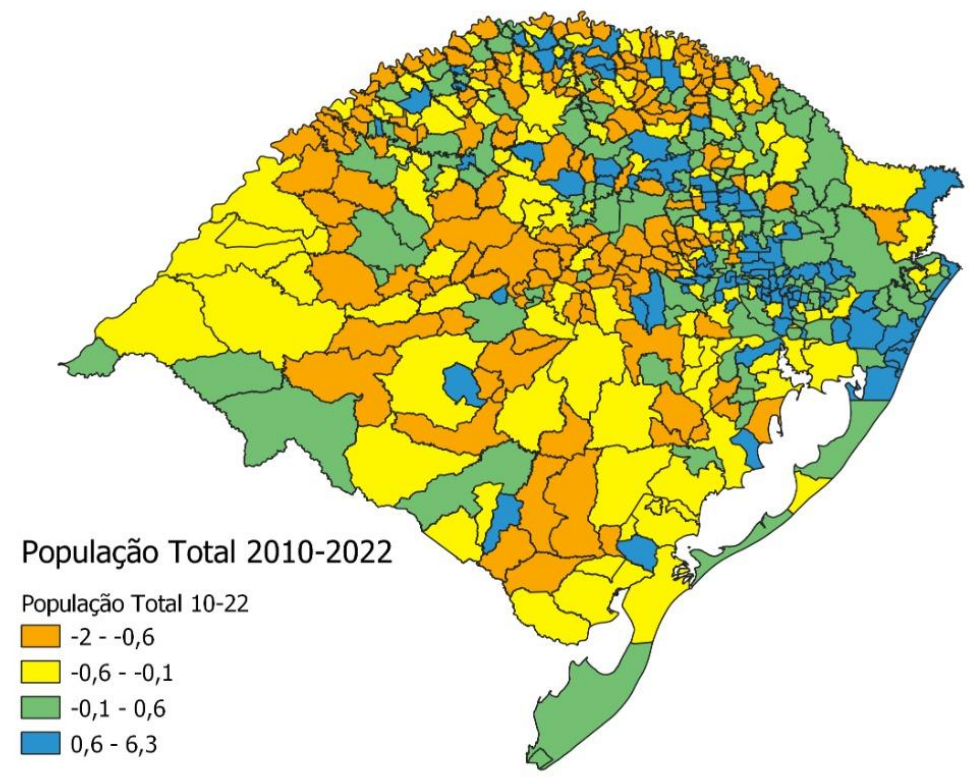 População Total 2010-2022
População Total 10-22
-2 - -0,6
-0,6 - -0,1
-0,1 - 0,6
0,6 - 6,3